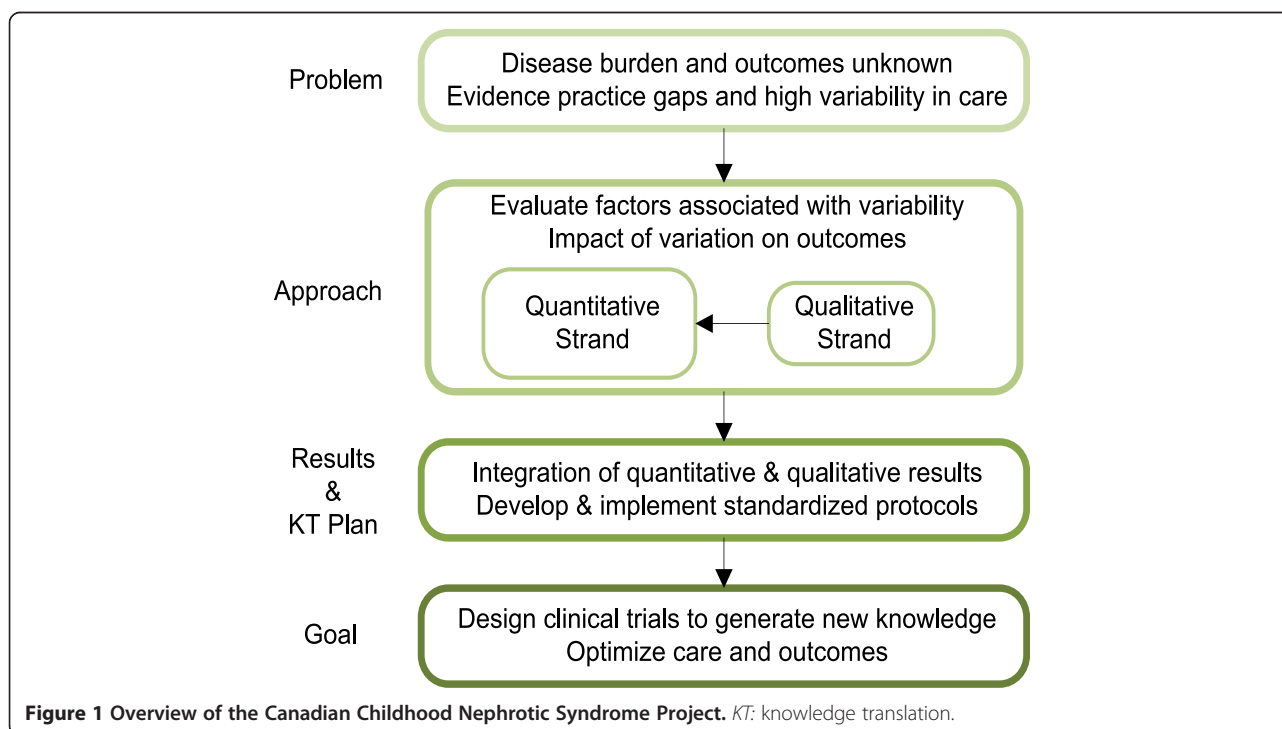 Problem
Disease burden and outcomes unknown
Evidence practice gaps and high variability in care
Approach
Evaluate factors associated with variability
Impact of variation on outcomes
Quantitative
Strand
Qualitative
Strand
Results
&
KT Plan
Integration of quantitative & qualitative results
Develop & implement standardized protocols
Goal
Design clinical trials to generate new knowledge
Optimize care and outcomes
Figure 1 Overview of the Canadian Childhood Nephrotic Syndrome Project. KT: knowledge translation.